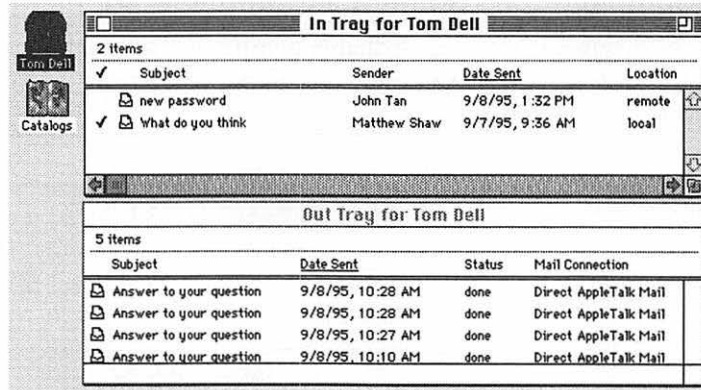 In Tray for Tom Dell
2 items
✓ Subject Sender Date Sent Location
new password John Tan 9/8/95, 1:32 PM remote
✓ What do you think Matthew Shaw 9/7/95, 9:36 AM local
Tom Dell
Catalogs
Out Tray for Tom Dell
5 items
Subject Date Sent Status Mail Connection
Answer to your question 9/8/95, 10:28 AM done Direct AppleTalk Mail
Answer to your question 9/8/95, 10:28 AM done Direct AppleTalk Mail
Answer to your question 9/8/95, 10:27 AM done Direct AppleTalk Mail
Answer to your question 9/8/95, 10:10 AM done Direct AppleTalk Mail